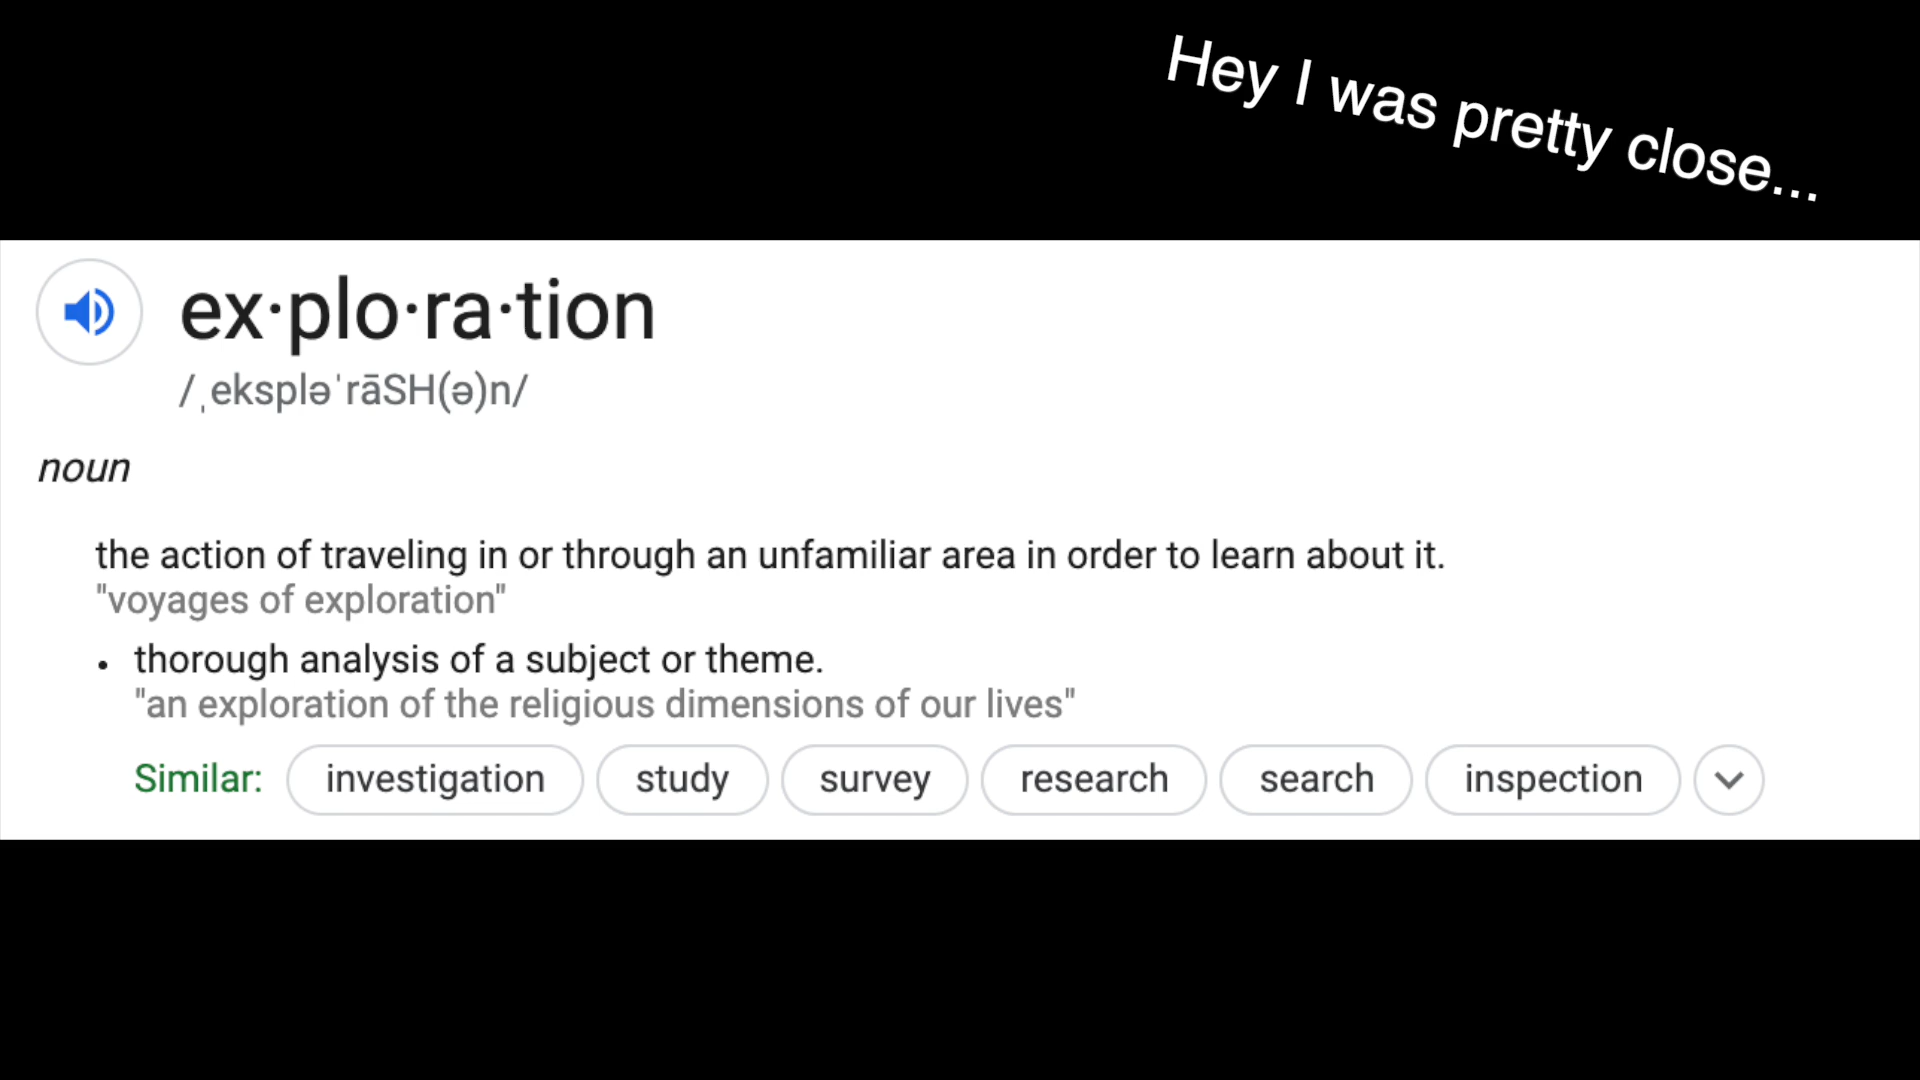 Hey I was pretty close...
ex·plo·ra·tion
/ˌekspləˈrāSH(ə)n/
noun
the action of traveling in or through an unfamiliar area in order to learn about it.
"voyages of exploration"
• thorough analysis of a subject or theme.
"an exploration of the religious dimensions of our lives"
Similar: investigation study survey research search inspection